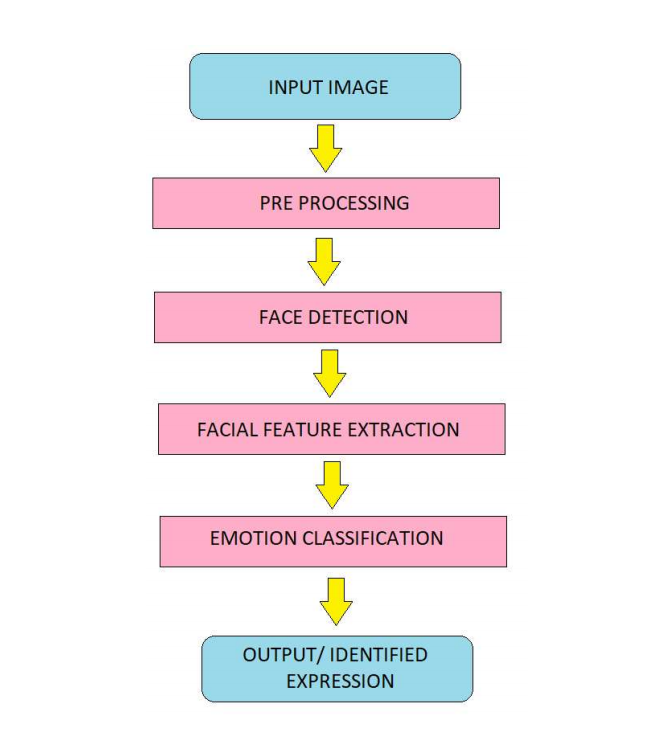 INPUT IMAGE
PRE PROCESSING
FACE DETECTION
FACIAL FEATURE EXTRACTION
EMOTION CLASSIFICATION
OUTPUT/ IDENTIFIED
EXPRESSION